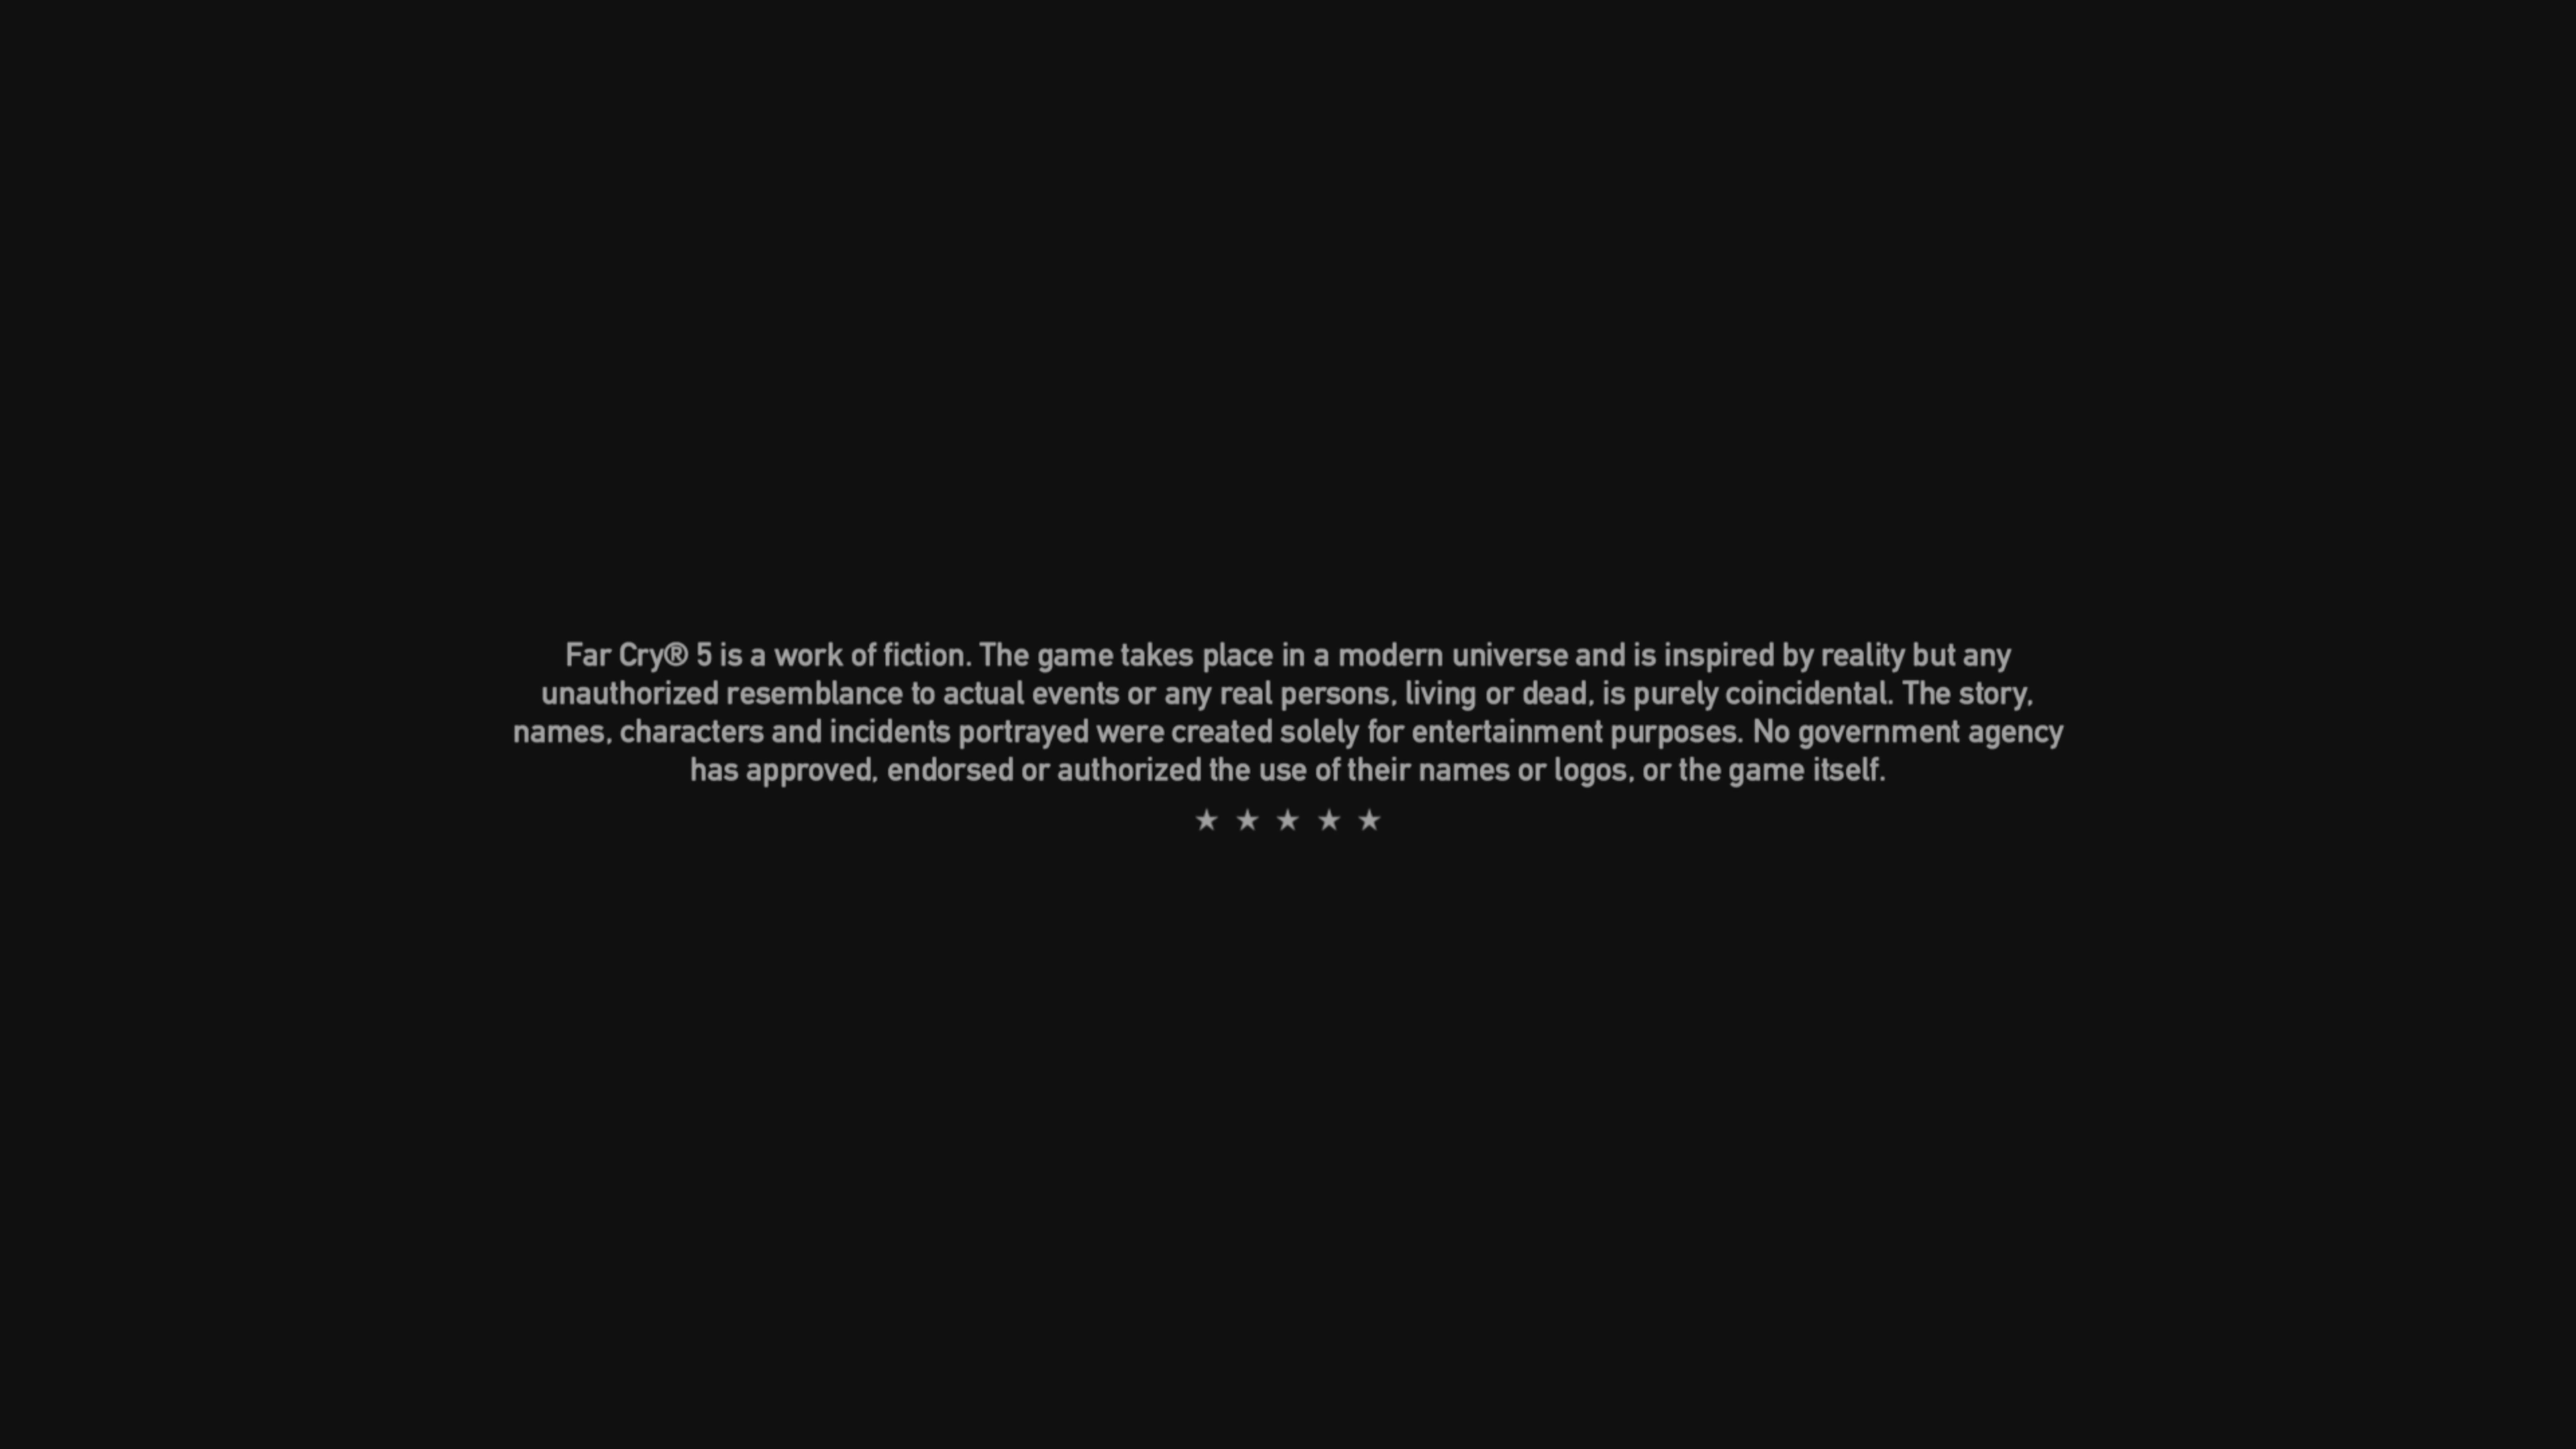 Far Cry® 5 is a work of fiction. The game takes place in a modern universe and is inspired by reality but any
unauthorized resemblance to actual events or any real persons, living or dead, is purely coincidental. The story,
names, characters and incidents portrayed were created solely for entertainment purposes. No government agency
has approved, endorsed or authorized the use of their names or logos, or the game itself.
★ ★ ★ ★ ★